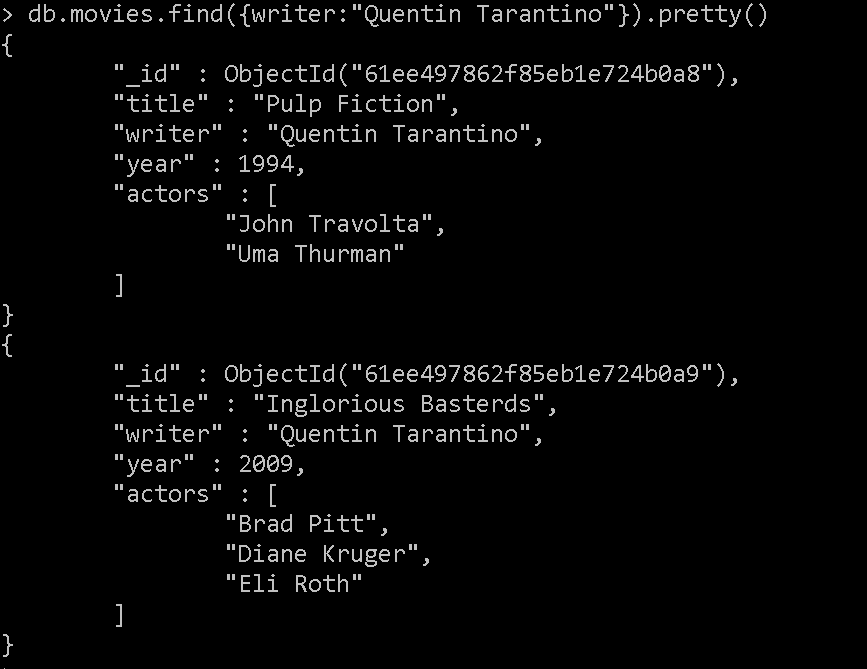 > db.movies.find({writer:"Quentin Tarantino"}).pretty()
{
        "_id" : ObjectId("61ee497862f85eb1e724b0a8"),
        "title" : "Pulp Fiction",
        "writer" : "Quentin Tarantino",
        "year" : 1994,
        "actors" : [
                "John Travolta",
                "Uma Thurman"
        ]
}
{
        "_id" : ObjectId("61ee497862f85eb1e724b0a9"),
        "title" : "Inglorious Basterds",
        "writer" : "Quentin Tarantino",
        "year" : 2009,
        "actors" : [
                "Brad Pitt",
                "Diane Kruger",
                "Eli Roth"
        ]
}